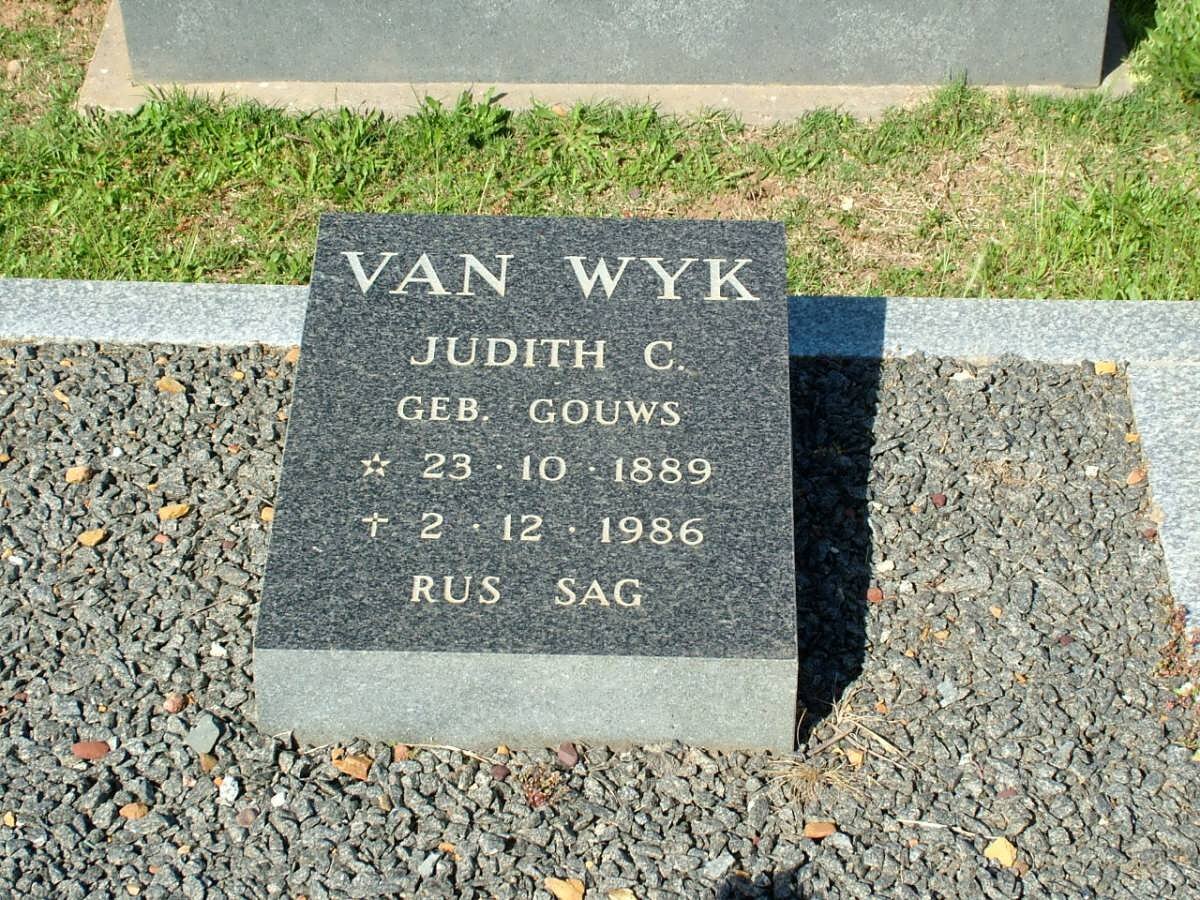 VAN WYK
JUDITH C.
GEB. GOUWS
☆ 23 · 10 · 1889
† 2 · 12 · 1986
RUS SAG